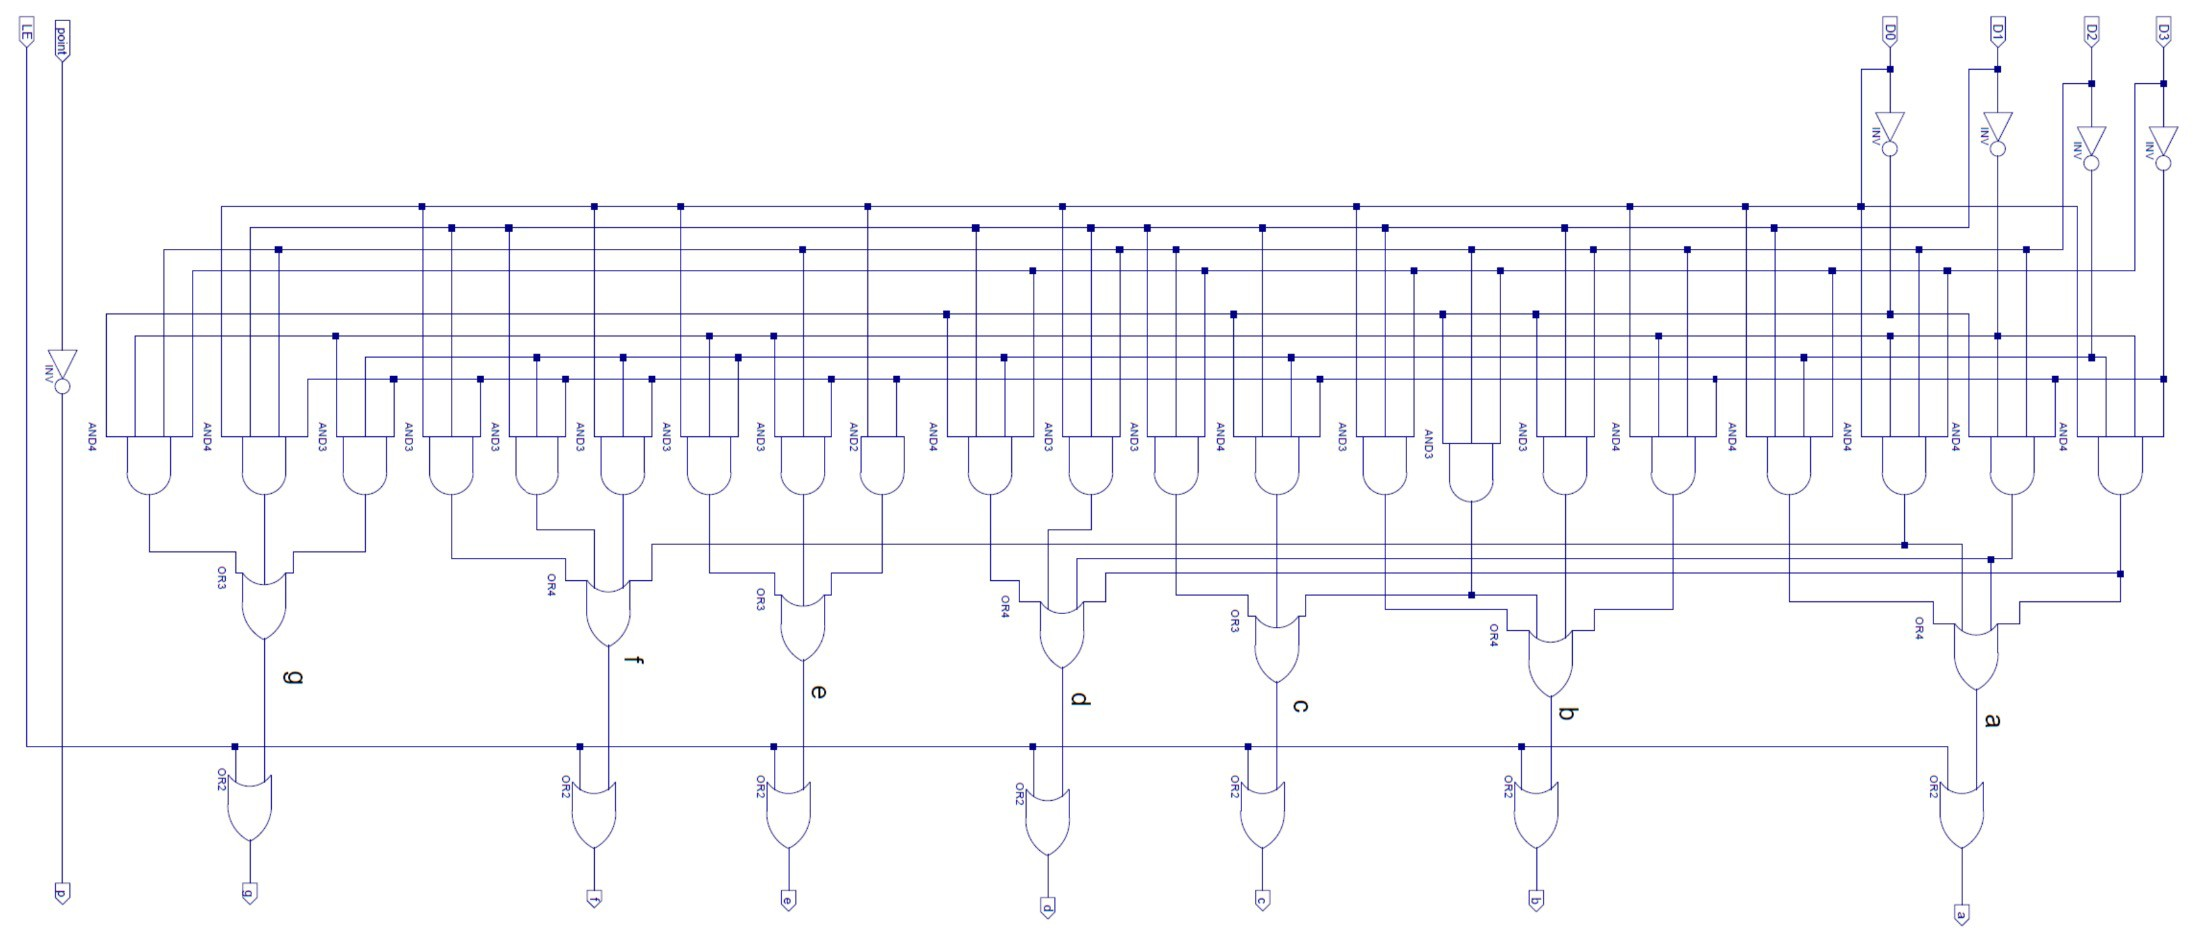 LE
point
D0
D1
D2
D3
INV
INV
INV
INV
INV
AND4
AND4
AND3
AND3
AND3
AND3
AND3
AND3
AND2
AND4
AND3
AND3
AND4
AND3
AND3
AND3
AND4
AND4
AND4
AND4
AND4
OR3
OR4
OR3
OR4
OR3
OR4
OR4
g
f
e
d
c
b
a
OR2
OR2
OR2
OR2
OR2
OR2
OR2
p
g
f
e
d
c
b
a